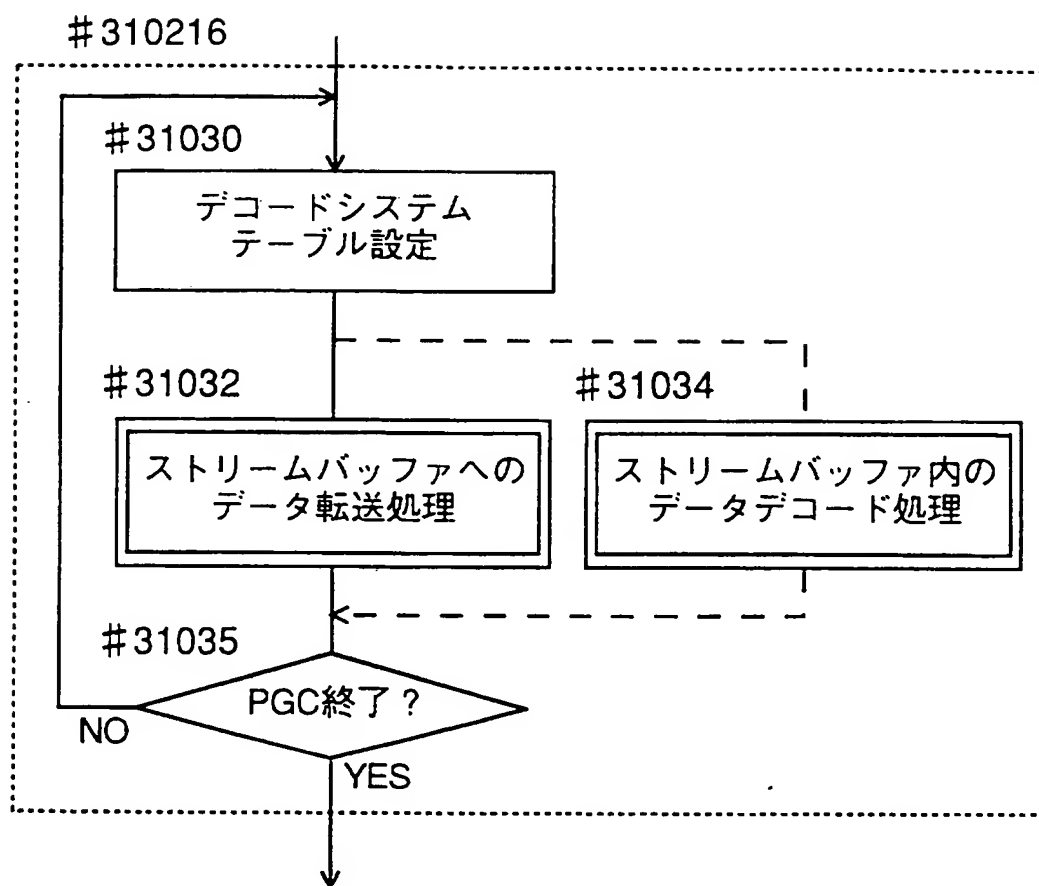 #310216
#31030
デコードシステム
テーブル設定
#31032
#31034
ストリームバッファへの
データ転送処理
ストリームバッファ内の
データデコード処理
#31035
PGC終了？
NO
YES